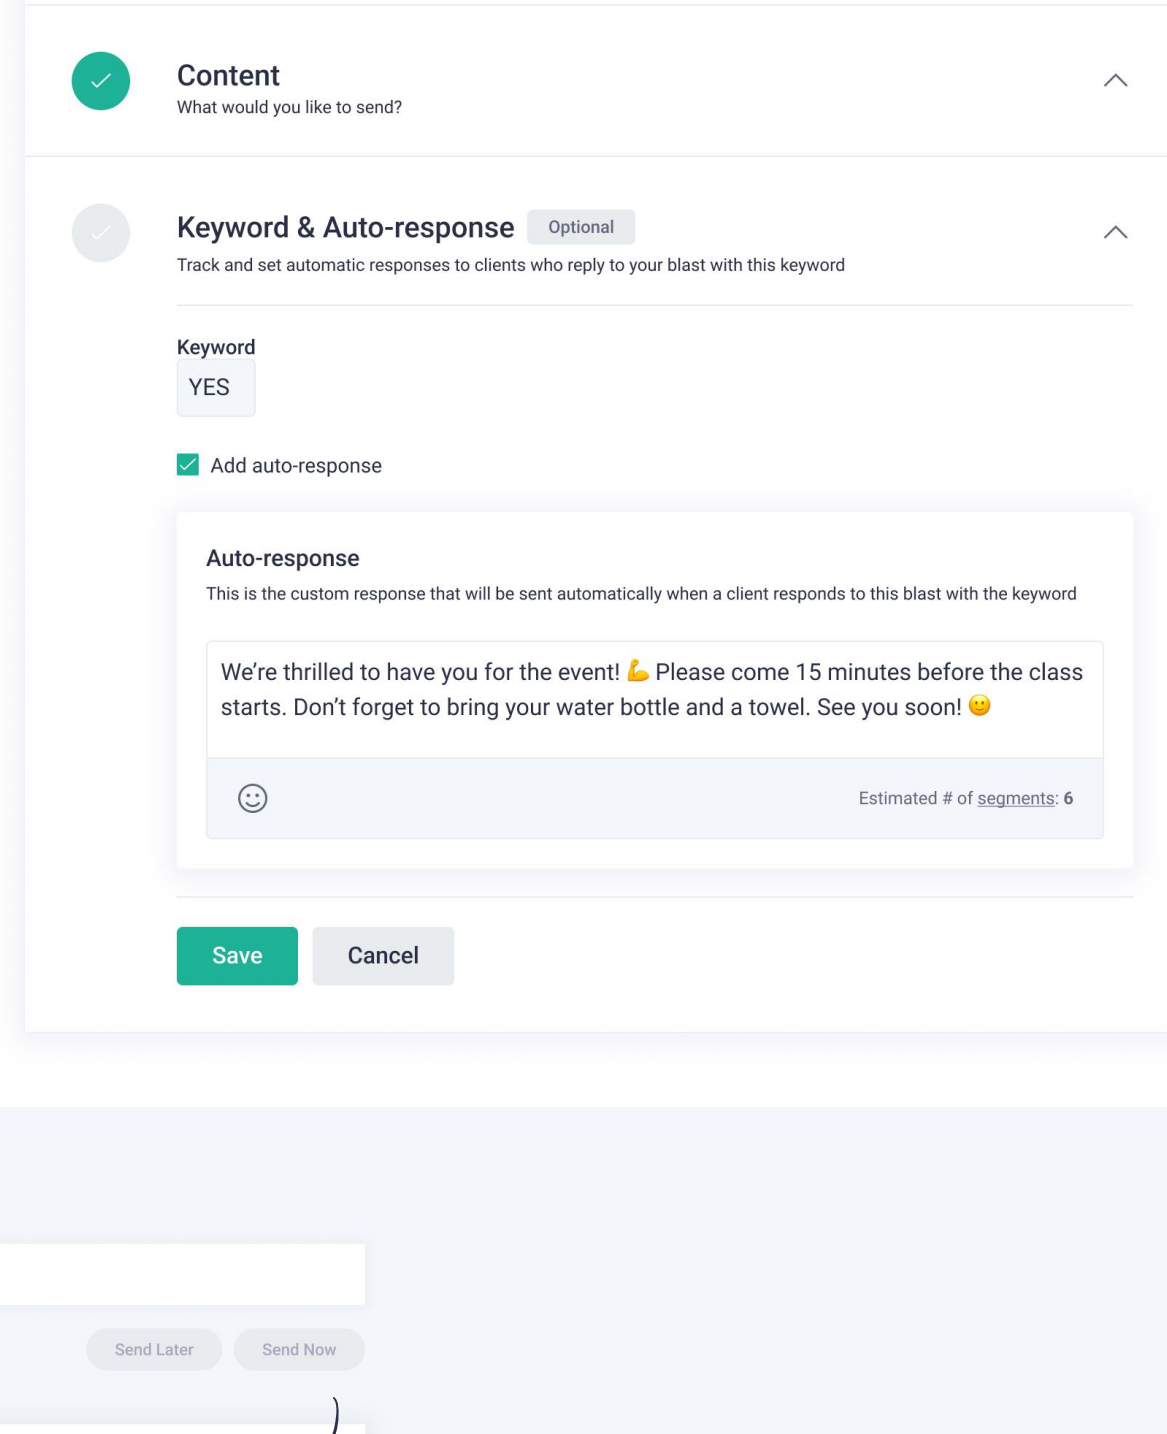 Content
What would you like to send?
Keyword & Auto-response Optional
Track and set automatic responses to clients who reply to your blast with this keyword
Keyword
YES
Add auto-response
Auto-response
This is the custom response that will be sent automatically when a client responds to this blast with the keyword
We’re thrilled to have you for the event! 💪 Please come 15 minutes before the class
starts. Don’t forget to bring your water bottle and a towel. See you soon! 🙂
Estimated # of segments: 6
Save Cancel
Send Later Send Now